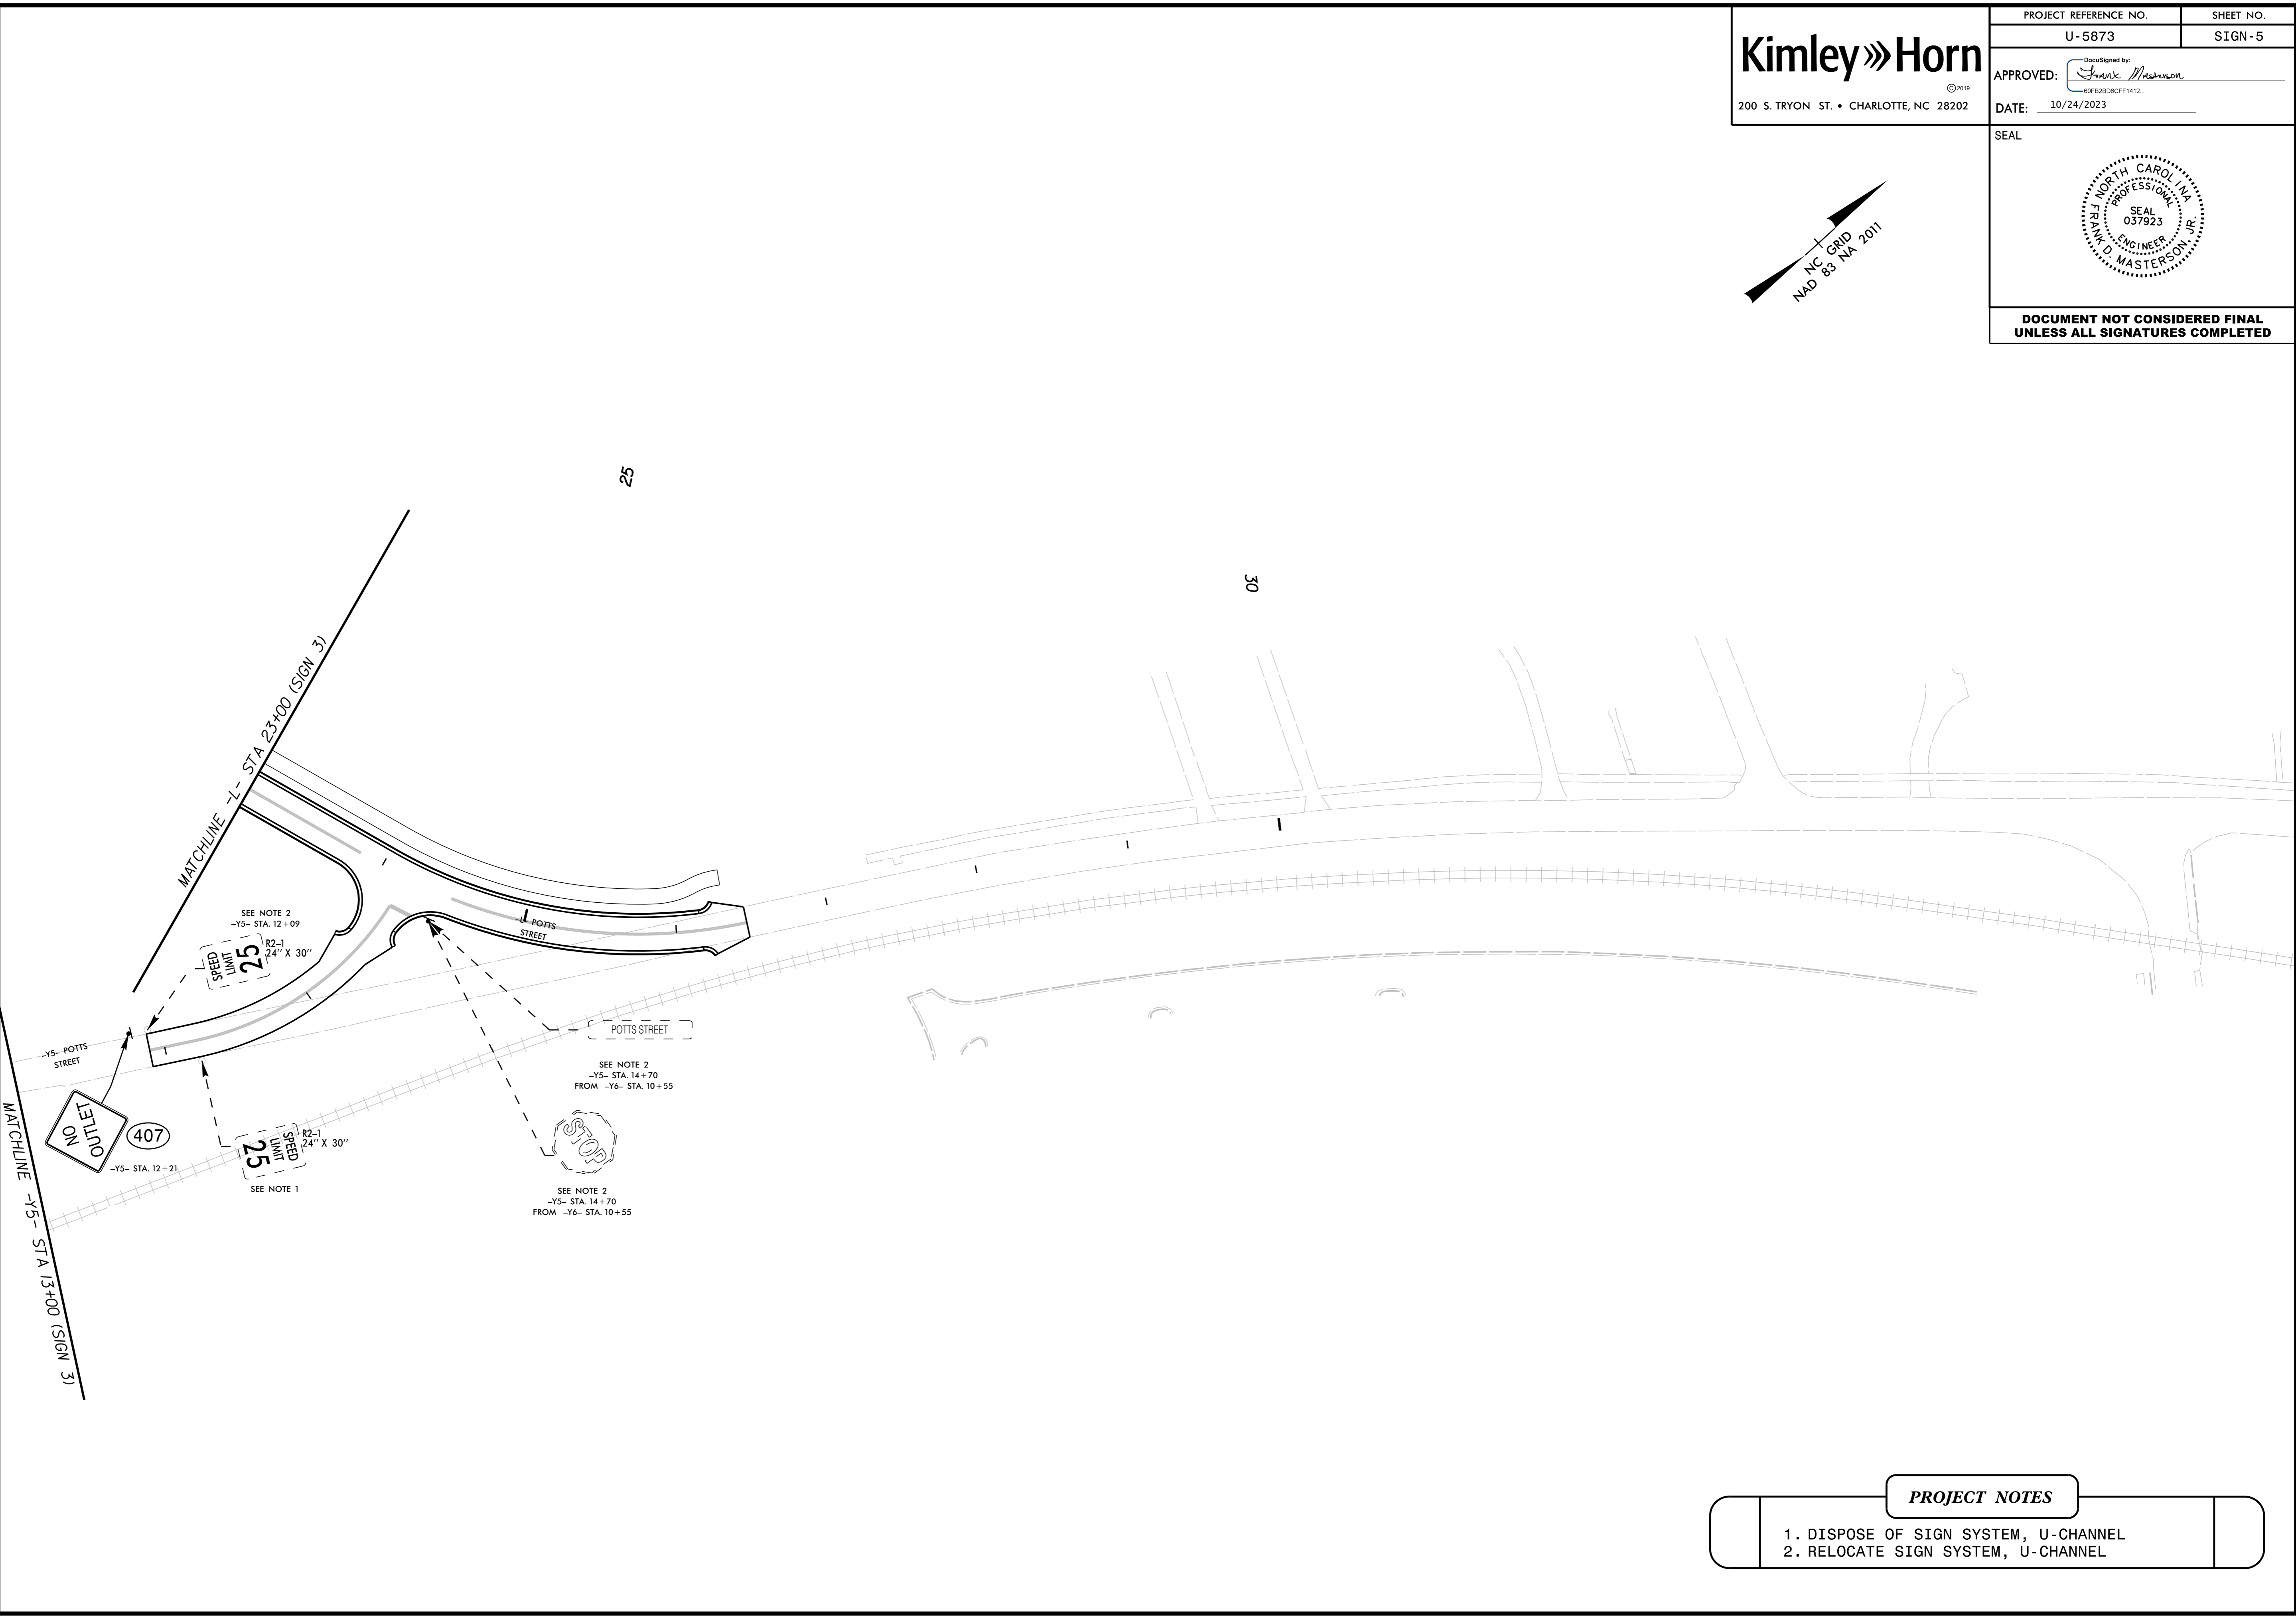 Kimley»Horn
© 2019
200 S. TRYON ST. • CHARLOTTE, NC 28202
PROJECT REFERENCE NO.
SHEET NO.
U-5873
SIGN-5
APPROVED:
DocuSigned by:
Frank Masterson
60FB2BD6CFF1412...
DATE: 10/24/2023
SEAL
NORTH CAROLINA
PROFESSIONAL
SEAL
037923
ENGINEER
FRANK D. MASTERSON, JR.
DOCUMENT NOT CONSIDERED FINAL
UNLESS ALL SIGNATURES COMPLETED
NC GRID
NAD 83 NA 2011
25
30
MATCHLINE -L- STA 23+00 (SIGN 3)
SEE NOTE 2
-Y5- STA. 12+09
SPEED
LIMIT
25
R2-1
24'' X 30''
-L- POTTS
STREET
-Y5- POTTS
STREET
POTTS STREET
SEE NOTE 2
-Y5- STA. 14+70
FROM -Y6- STA. 10+55
NO
OUTLET
407
-Y5- STA. 12+21
SPEED
LIMIT
25
R2-1
24'' X 30''
SEE NOTE 1
STOP
SEE NOTE 2
-Y5- STA. 14+70
FROM -Y6- STA. 10+55
MATCHLINE -Y5- STA 13+00 (SIGN 3)
PROJECT NOTES
1. DISPOSE OF SIGN SYSTEM, U-CHANNEL
2. RELOCATE SIGN SYSTEM, U-CHANNEL